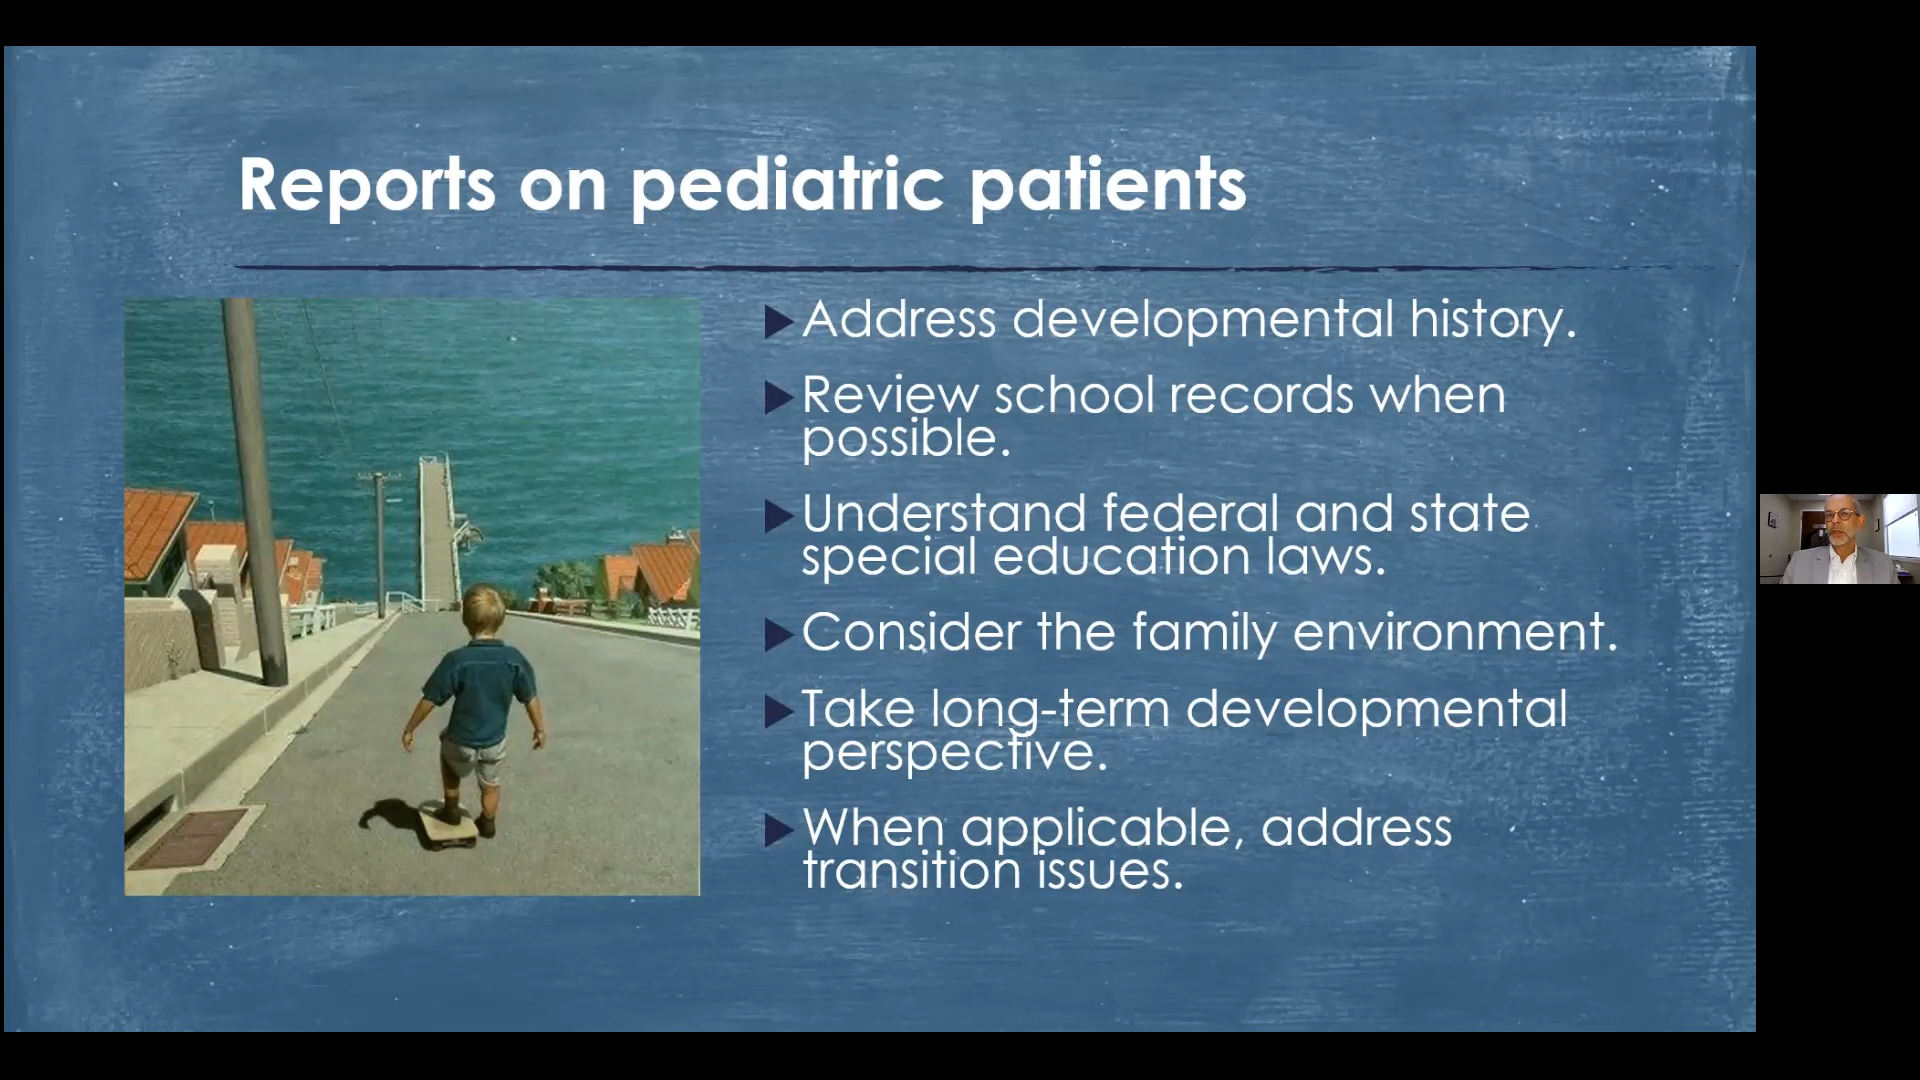 Reports on pediatric patients
Address developmental history.
Review school records when
possible.
Understand federal and state
special education laws.
Consider the family environment.
Take long-term developmental
perspective.
When applicable, address
transition issues.